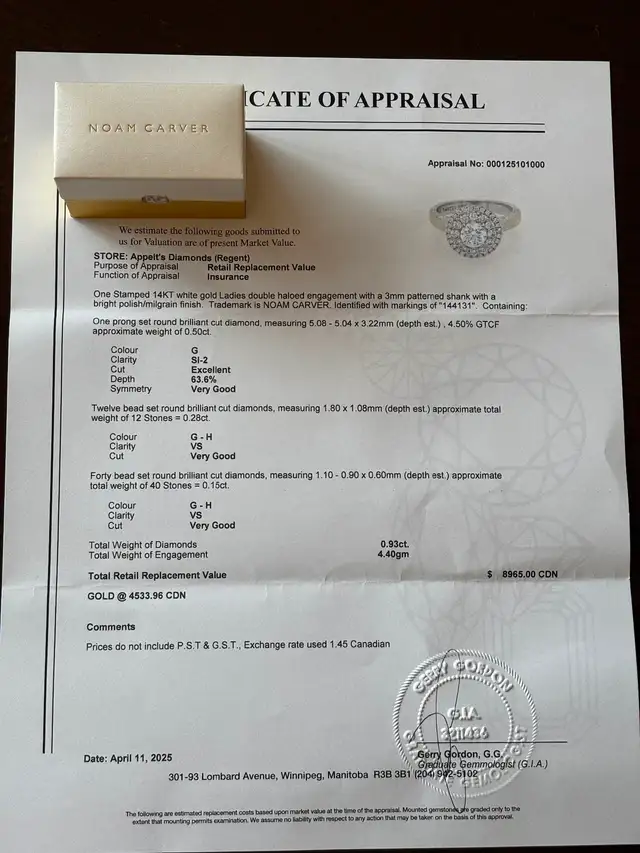 NOAM CARVER
ICATE OF APPRAISAL
Appraisal No: 000125101000
We estimate the following goods submitted to
us for Valuation are of present Market Value.
STORE: Appelt's Diamonds (Regent)
Purpose of Appraisal Retail Replacement Value
Function of Appraisal Insurance
One Stamped 14KT white gold Ladies double haloed engagement with a 3mm patterned shank with a
bright polish/milgrain finish. Trademark is NOAM CARVER. Identified with markings of "144131". Containing:
One prong set round brilliant cut diamond, measuring 5.08 - 5.04 x 3.22mm (depth est.) , 4.50% GTCF
approximate weight of 0.50ct.
Colour G
Clarity SI-2
Cut Excellent
Depth 63.6%
Symmetry Very Good
Twelve bead set round brilliant cut diamonds, measuring 1.80 x 1.08mm (depth est.) approximate total
weight of 12 Stones = 0.28ct.
Colour G - H
Clarity VS
Cut Very Good
Forty bead set round brilliant cut diamonds, measuring 1.10 - 0.90 x 0.60mm (depth est.) approximate
total weight of 40 Stones = 0.15ct.
Colour G - H
Clarity VS
Cut Very Good
Total Weight of Diamonds 0.93ct.
Total Weight of Engagement 4.40gm
Total Retail Replacement Value $ 8965.00 CDN
GOLD @ 4533.96 CDN
Comments
Prices do not include P.S.T & G.S.T., Exchange rate used 1.45 Canadian
GERRY GORDON
G.I.A
3211436
Date: April 11, 2025
Gerry Gordon, G.G.
Graduate Gemmologist (G.I.A.)
301-93 Lombard Avenue, Winnipeg, Manitoba R3B 3B1 (204) 942-5102
The following are estimated replacement costs based upon market value at the time of the appraisal. Mounted gemstones are graded only to the
extent that mounting permits examination. We assume no liability with respect to any action that may be taken on the basis of this approval.